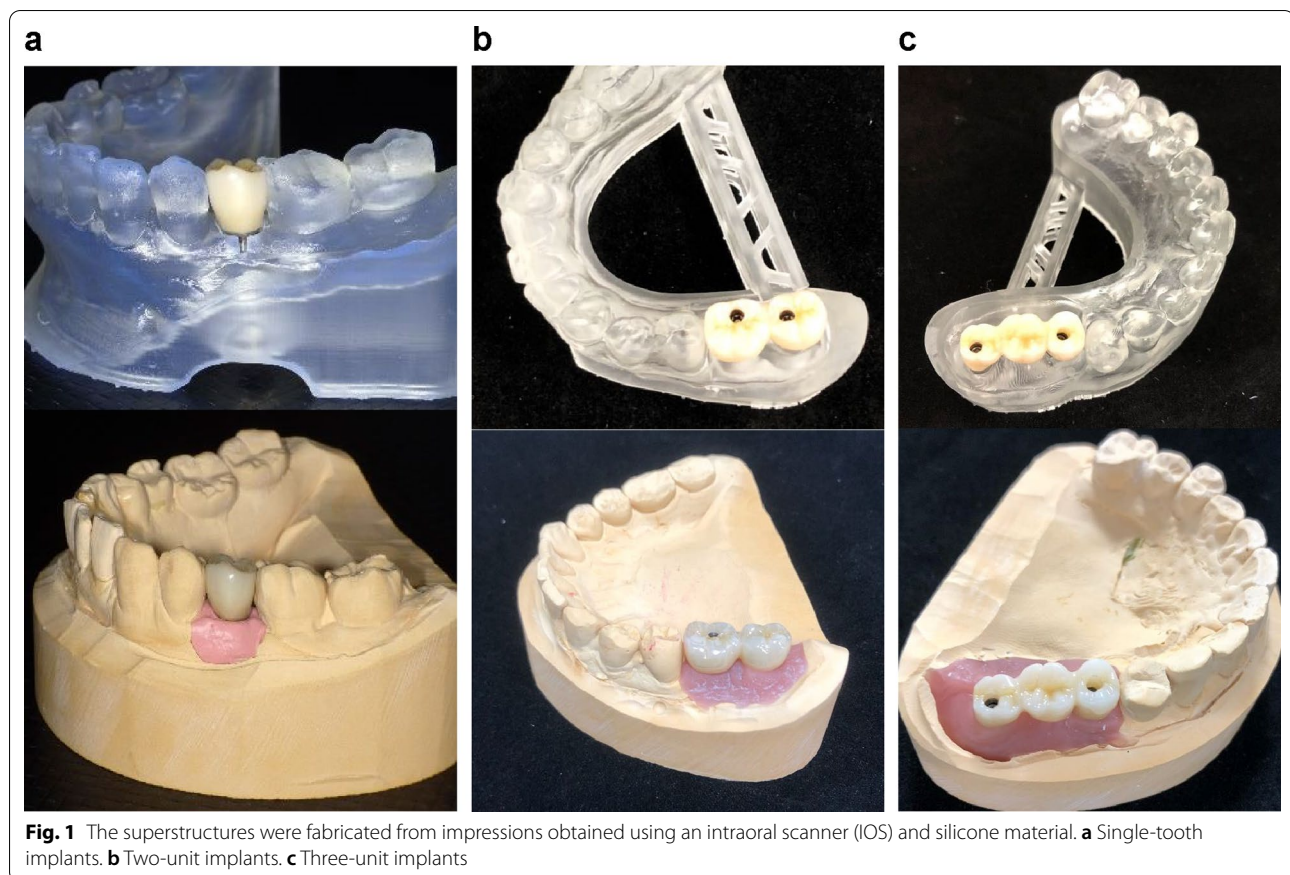 a
b
c
Fig. 1 The superstructures were fabricated from impressions obtained using an intraoral scanner (IOS) and silicone material. a Single-tooth
implants. b Two-unit implants. c Three-unit implants